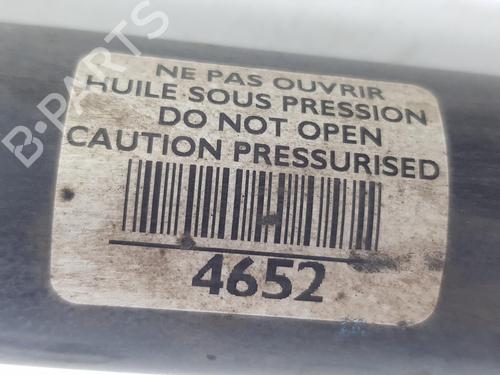 B-PARTS
NE PAS OUVRIR
HUILE SOUS PRESSION
DO NOT OPEN
CAUTION PRESSURISED
4652